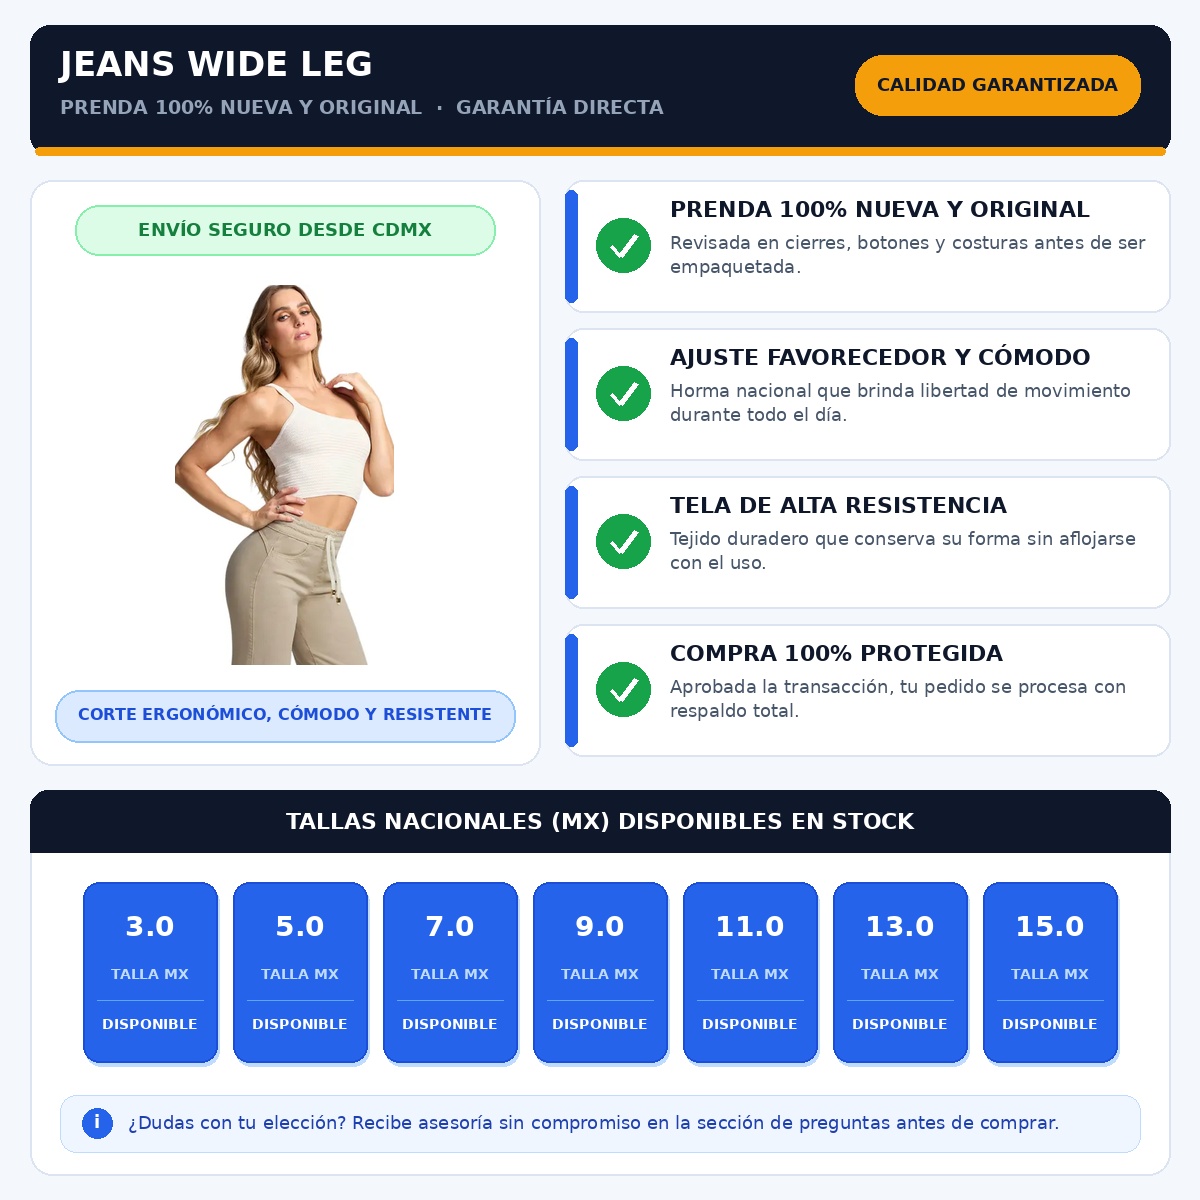 JEANS WIDE LEG
PRENDA 100% NUEVA Y ORIGINAL · GARANTÍA DIRECTA
CALIDAD GARANTIZADA
ENVÍO SEGURO DESDE CDMX
CORTE ERGONÓMICO, CÓMODO Y RESISTENTE
PRENDA 100% NUEVA Y ORIGINAL
Revisada en cierres, botones y costuras antes de ser
empaquetada.
AJUSTE FAVORECEDOR Y CÓMODO
Horma nacional que brinda libertad de movimiento
durante todo el día.
TELA DE ALTA RESISTENCIA
Tejido duradero que conserva su forma sin aflojarse
con el uso.
COMPRA 100% PROTEGIDA
Aprobada la transacción, tu pedido se procesa con
respaldo total.
TALLAS NACIONALES (MX) DISPONIBLES EN STOCK
3.0
TALLA MX
DISPONIBLE
5.0
TALLA MX
DISPONIBLE
7.0
TALLA MX
DISPONIBLE
9.0
TALLA MX
DISPONIBLE
11.0
TALLA MX
DISPONIBLE
13.0
TALLA MX
DISPONIBLE
15.0
TALLA MX
DISPONIBLE
i ¿Dudas con tu elección? Recibe asesoría sin compromiso en la sección de preguntas antes de comprar.